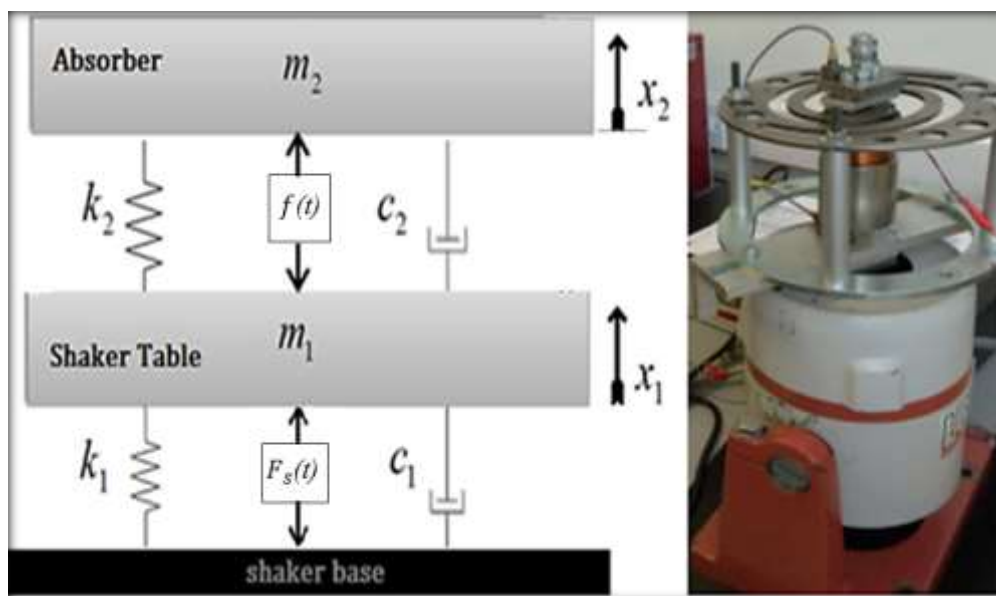 Absorber
m₂
x₂
k₂
f(t)
c₂
m₁
Shaker Table
x₁
k₁
Fₛ(t)
c₁
shaker base